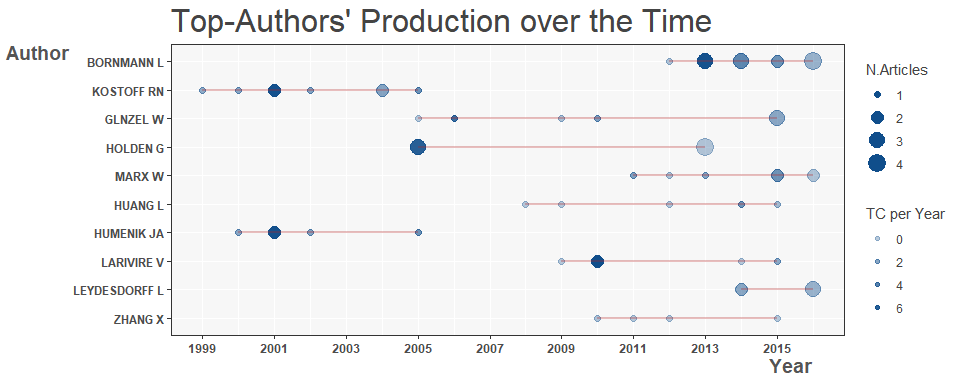 Top-Authors' Production over the Time
Author
BORNMANN L
KOSTOFF RN
GLNZEL W
HOLDEN G
MARX W
HUANG L
HUMENIK JA
LARIVIRE V
LEYDESDORFF L
ZHANG X
1999 2001 2003 2005 2007 2009 2011 2013 2015
Year
N.Articles
1
2
3
4
TC per Year
0
2
4
6